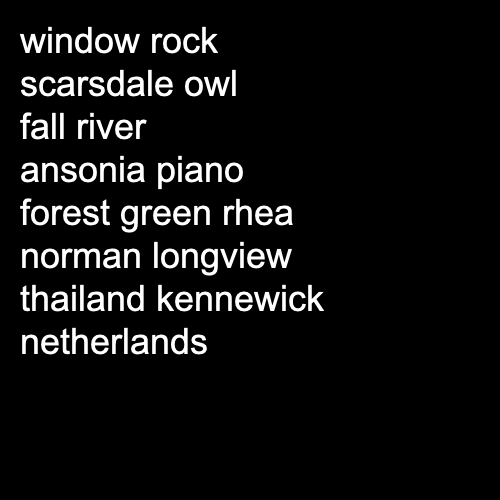 window rock
scarsdale owl
fall river
ansonia piano
forest green rhea
norman longview
thailand kennewick
netherlands